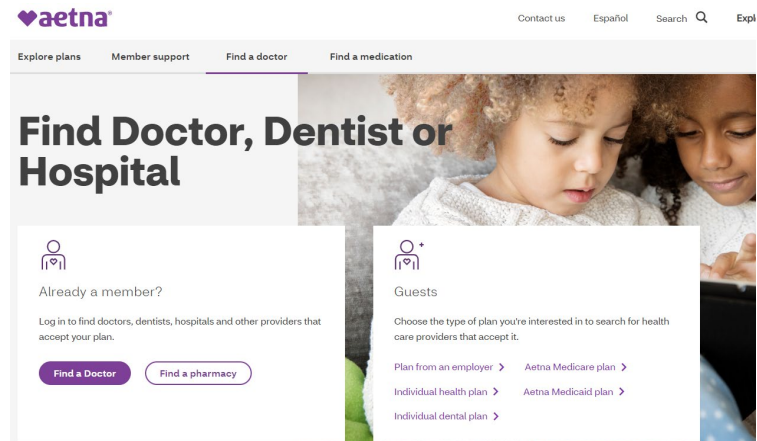 aetna®
Contact us Español Search
Explore plans Member support Find a doctor Find a medication
Find Doctor, Dentist or
Hospital
Already a member?
Log in to find doctors, dentists, hospitals and other providers that
accept your plan.
Find a Doctor Find a pharmacy
Guests
Choose the type of plan you're interested in to search for health
care providers that accept it.
Plan from an employer Aetna Medicare plan
Individual health plan Aetna Medicaid plan
Individual dental plan